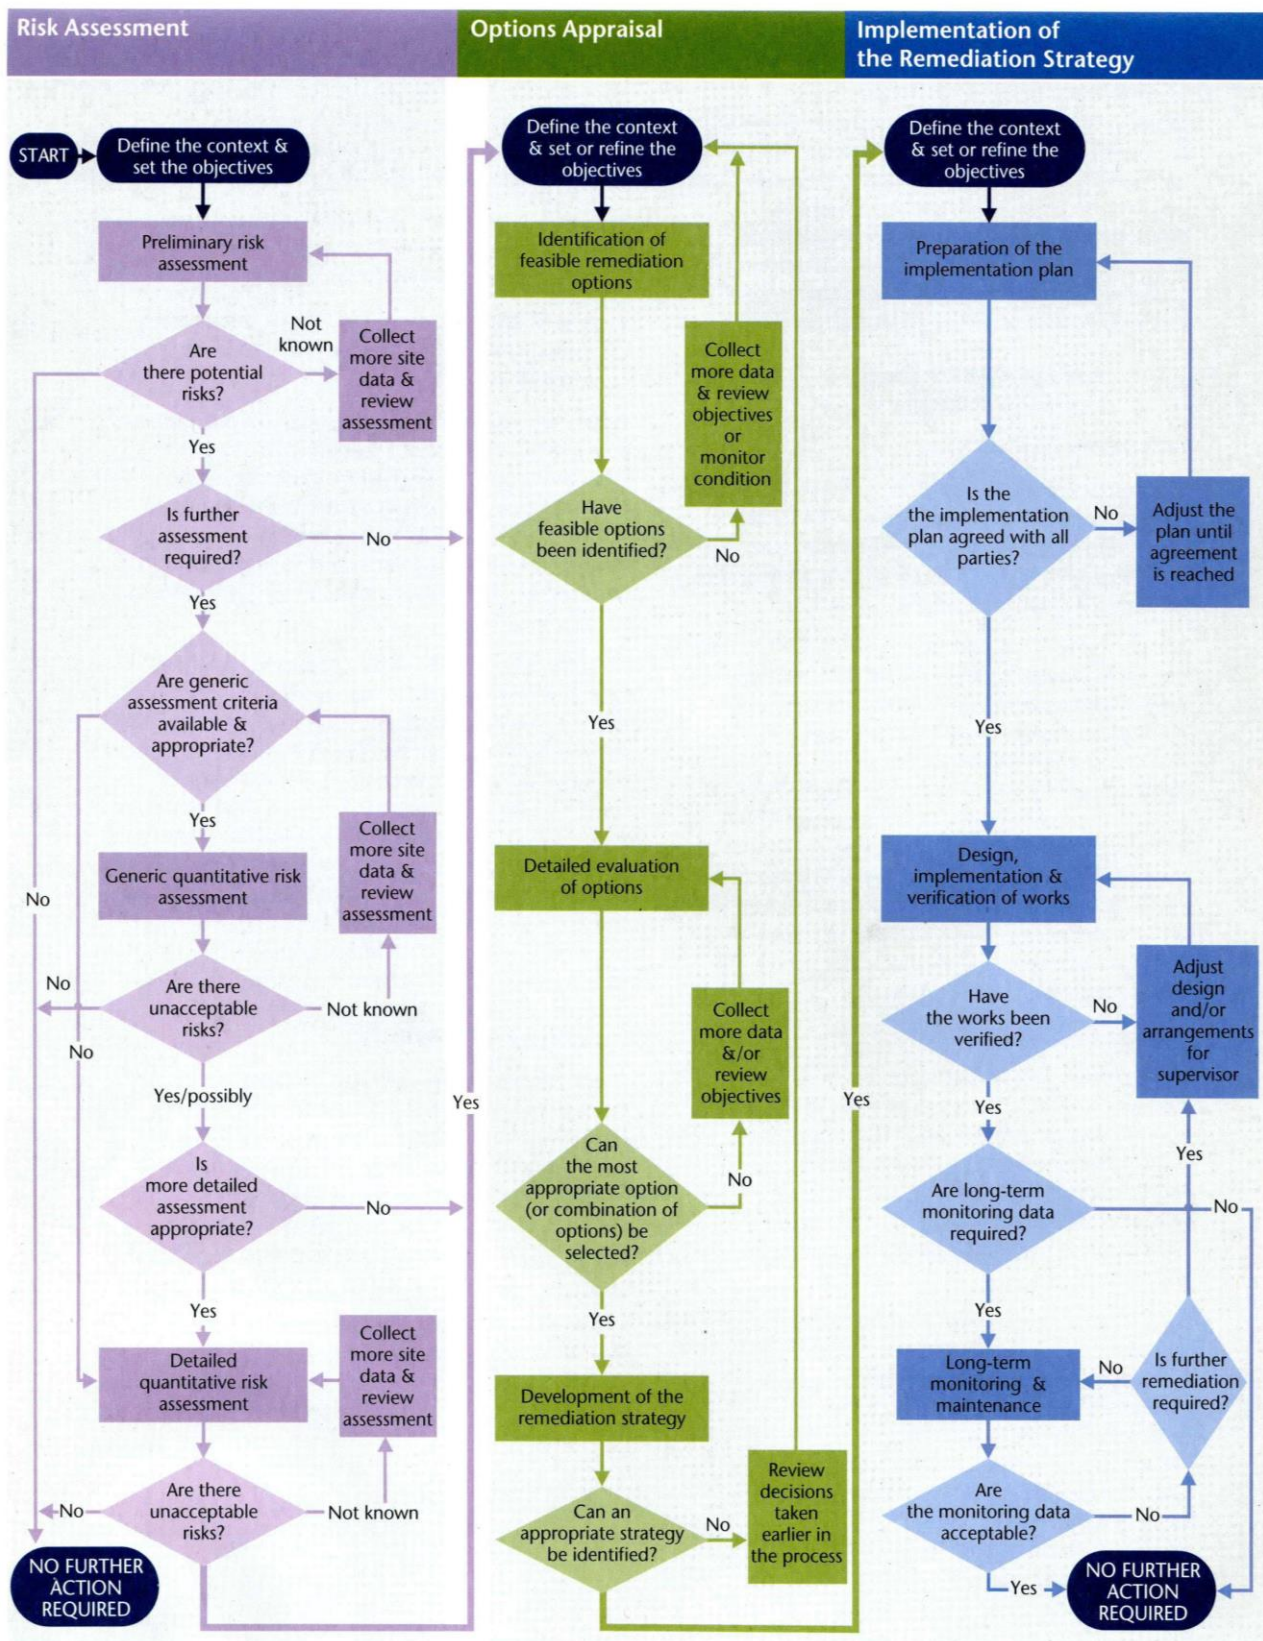 Risk Assessment
Options Appraisal
Implementation of
the Remediation Strategy
START
Define the context &
set the objectives
Preliminary risk
assessment
Are
there potential
risks?
Not
known
Collect
more site
data &
review
assessment
Yes
Is further
assessment
required?
No
Yes
Are generic
assessment criteria
available &
appropriate?
Yes
Collect
more site
data &
review
assessment
Generic quantitative risk
assessment
No
No
Are there
unacceptable
risks?
Not known
No
Yes/possibly
Yes
Is
more detailed
assessment
appropriate?
No
Yes
Collect
more site
data &
review
assessment
Detailed
quantitative risk
assessment
No
Are there
unacceptable
risks?
Not known
NO FURTHER
ACTION
REQUIRED
Define the context
& set or refine the
objectives
Identification of
feasible remediation
options
Collect
more data
& review
objectives
or
monitor
condition
Have
feasible options
been identified?
No
Yes
Detailed evaluation
of options
Collect
more data
&/or
review
objectives
Yes
Can
the most
appropriate option
(or combination of
options) be
selected?
No
Yes
Development of the
remediation strategy
Can an
appropriate strategy
be identified?
No
Review
decisions
taken
earlier in
the process
Define the context
& set or refine the
objectives
Preparation of the
implementation plan
Is the
the implementation
plan agreed with all
parties?
No
Adjust the
plan until
agreement
is reached
Yes
Design,
implementation &
verification of works
Have
the works been
verified?
No
Adjust
design
and/or
arrangements
for
supervisor
Yes
Yes
Are long-term
monitoring data
required?
No
Yes
Long-term
monitoring &
maintenance
No
Is further
remediation
required?
Are
the monitoring data
acceptable?
No
Yes
NO FURTHER
ACTION
REQUIRED